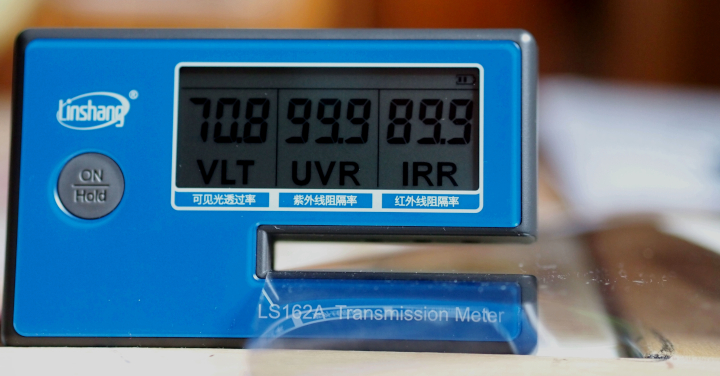 Linshang®
70.8 99.9 89.9
VLT UVR IRR
可见光透过率 紫外线阻隔率 红外线阻隔率
ON
Hold
LS162A Transmission Meter